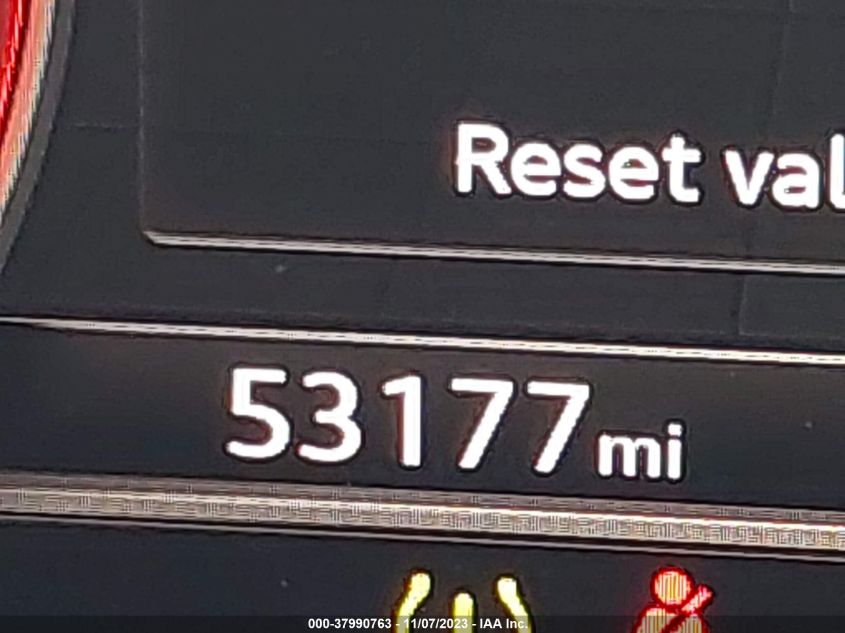 Reset val
53177 mi
000-37990763 - 11/07/2023 - IAA Inc.